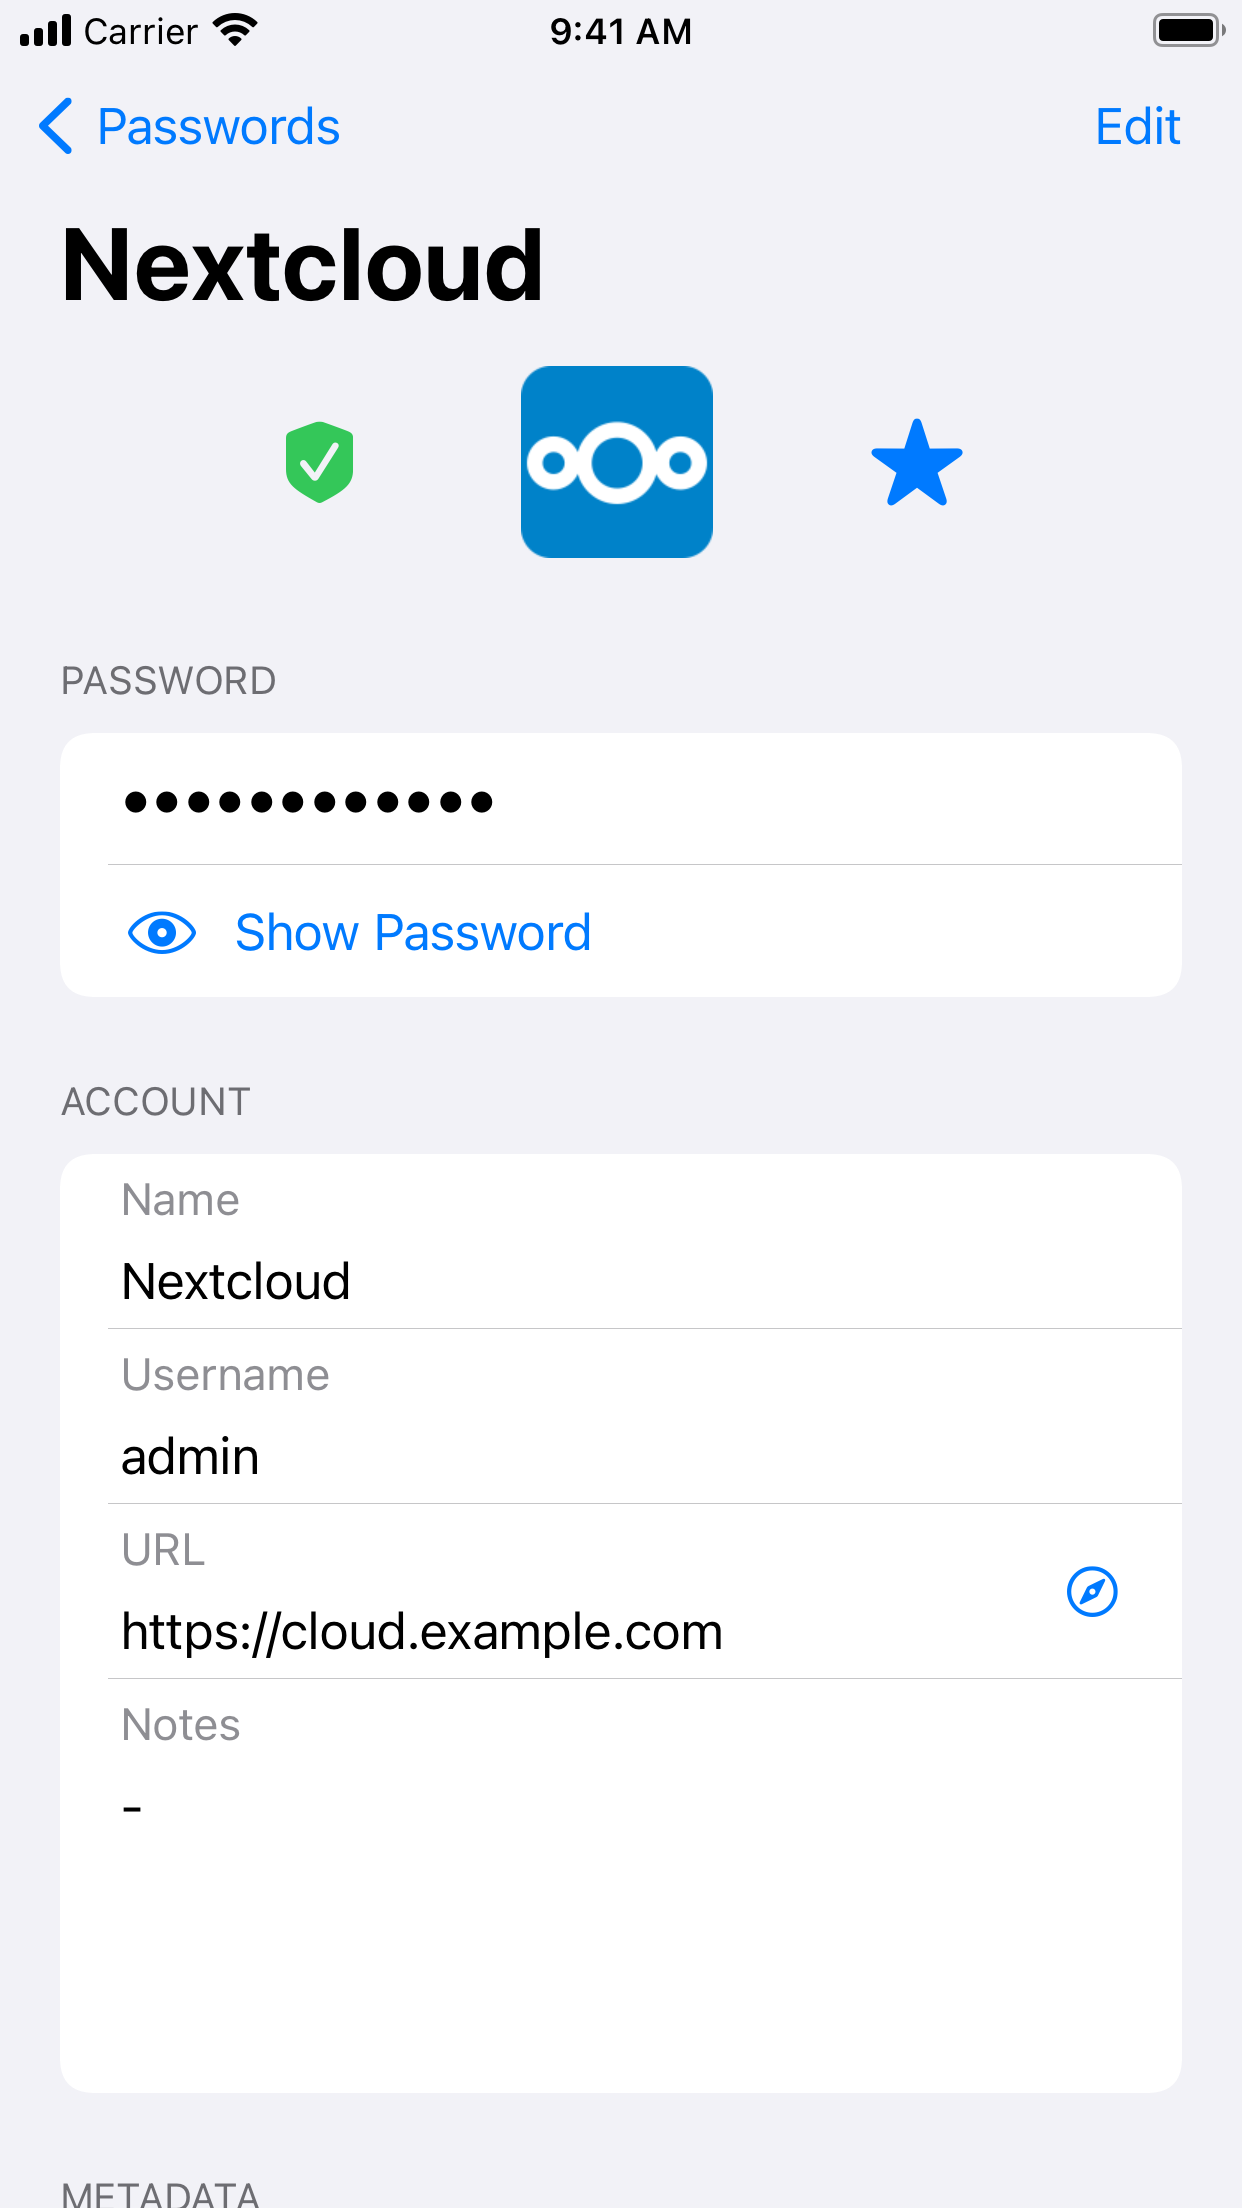 Carrier 9:41 AM
Passwords Edit
Nextcloud
PASSWORD
••••••••••••
Show Password
ACCOUNT
Name
Nextcloud
Username
admin
URL
https://cloud.example.com
Notes
-
METADATA